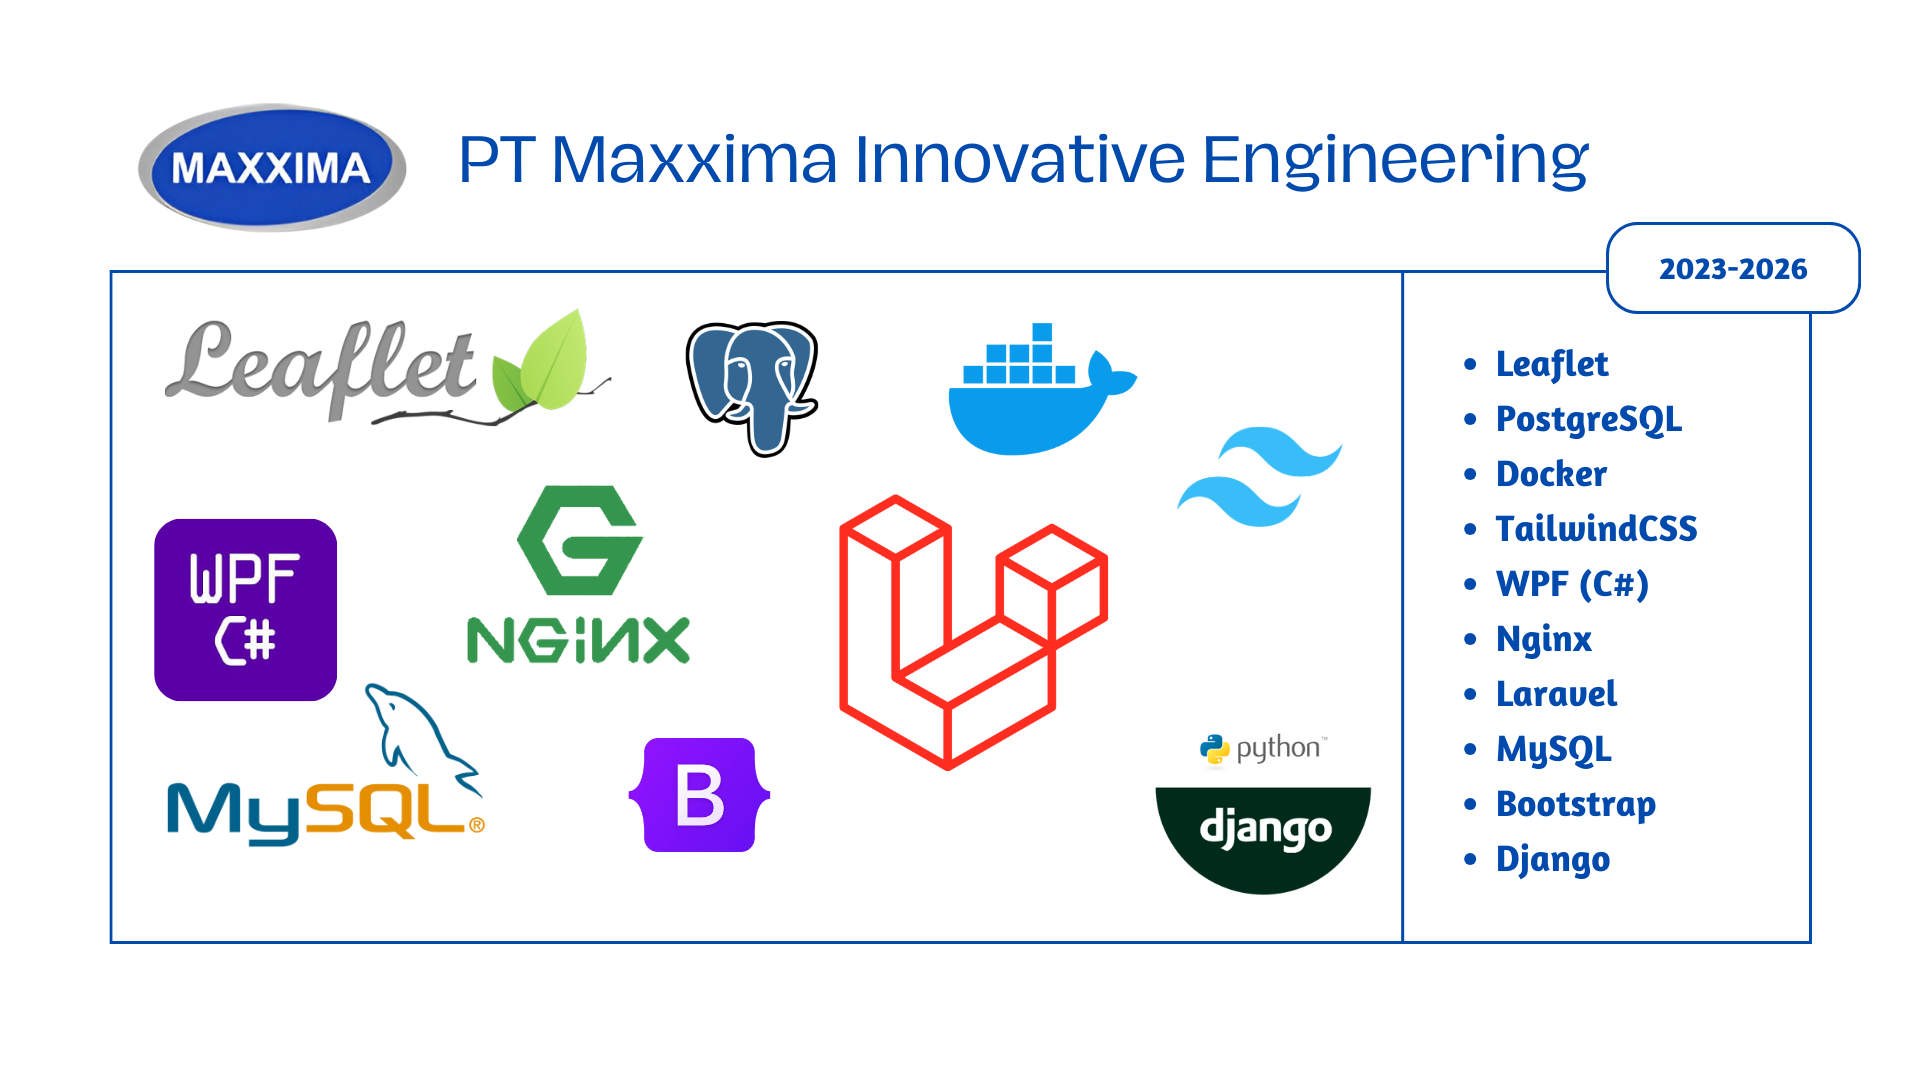 MAXXIMA
PT Maxxima Innovative Engineering
2023-2026
Leaflet
WPF
C#
NGiNX
MySQL®
B
python™
django
• Leaflet
• PostgreSQL
• Docker
• TailwindCSS
• WPF (C#)
• Nginx
• Laravel
• MySQL
• Bootstrap
• Django